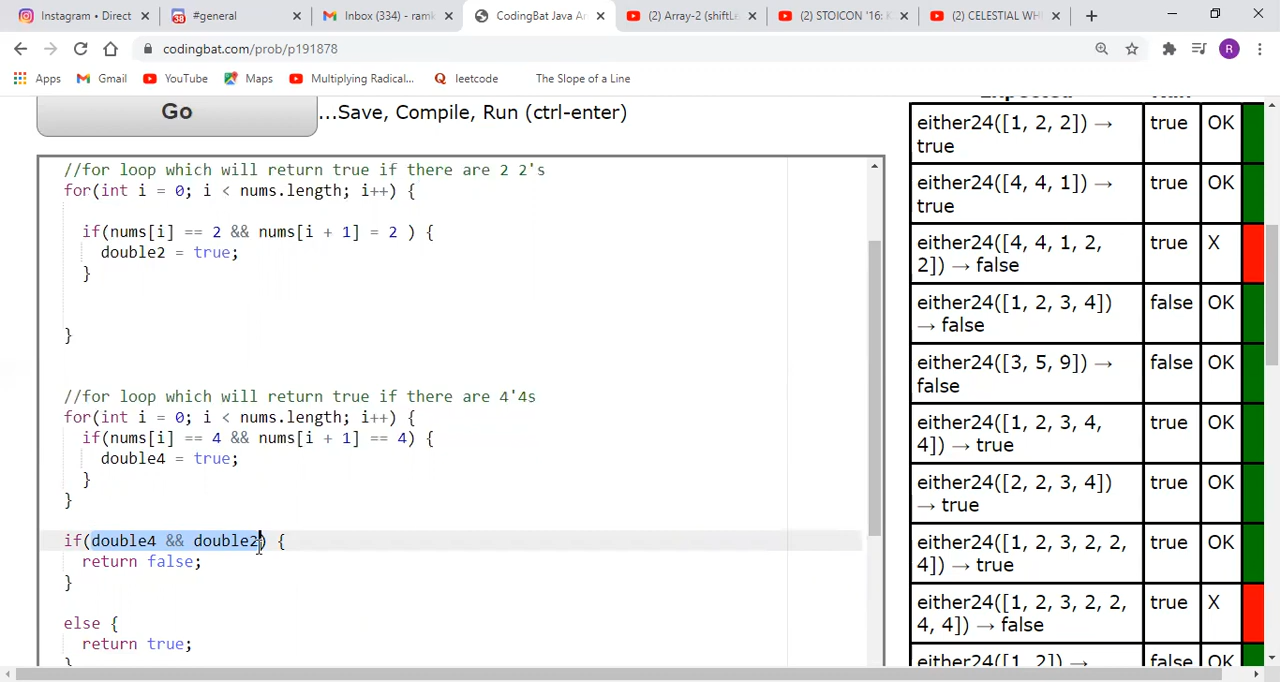 Instagram • Direct
#general
Inbox (334) - ramk
CodingBat Java Ar
(2) Array-2 (shiftLe
(2) STOICON '16: K
(2) CELESTIAL WH
codingbat.com/prob/p191878
R
Apps
Gmail
YouTube
Maps
Multiplying Radical...
leetcode
The Slope of a Line
Go
...Save, Compile, Run (ctrl-enter)
//for loop which will return true if there are 2 2's
for(int i = 0; i < nums.length; i++) {
if(nums[i] == 2 && nums[i + 1] = 2 ) {
double2 = true;
}
}
//for loop which will return true if there are 4'4s
for(int i = 0; i < nums.length; i++) {
if(nums[i] == 4 && nums[i + 1] == 4) {
double4 = true;
}
}
if(double4 && double2) {
return false;
}
else {
return true;
}
Expected Run
either24([1, 2, 2]) → true OK
true
either24([4, 4, 1]) → true OK
true
either24([4, 4, 1, 2, true X
2]) → false
either24([1, 2, 3, 4]) false OK
→ false
either24([3, 5, 9]) → false OK
false
either24([1, 2, 3, 4, true OK
4]) → true
either24([2, 2, 3, 4]) true OK
→ true
either24([1, 2, 3, 2, 2, true OK
4]) → true
either24([1, 2, 3, 2, 2, true X
4, 4]) → false
either24([1, 2]) → false OK